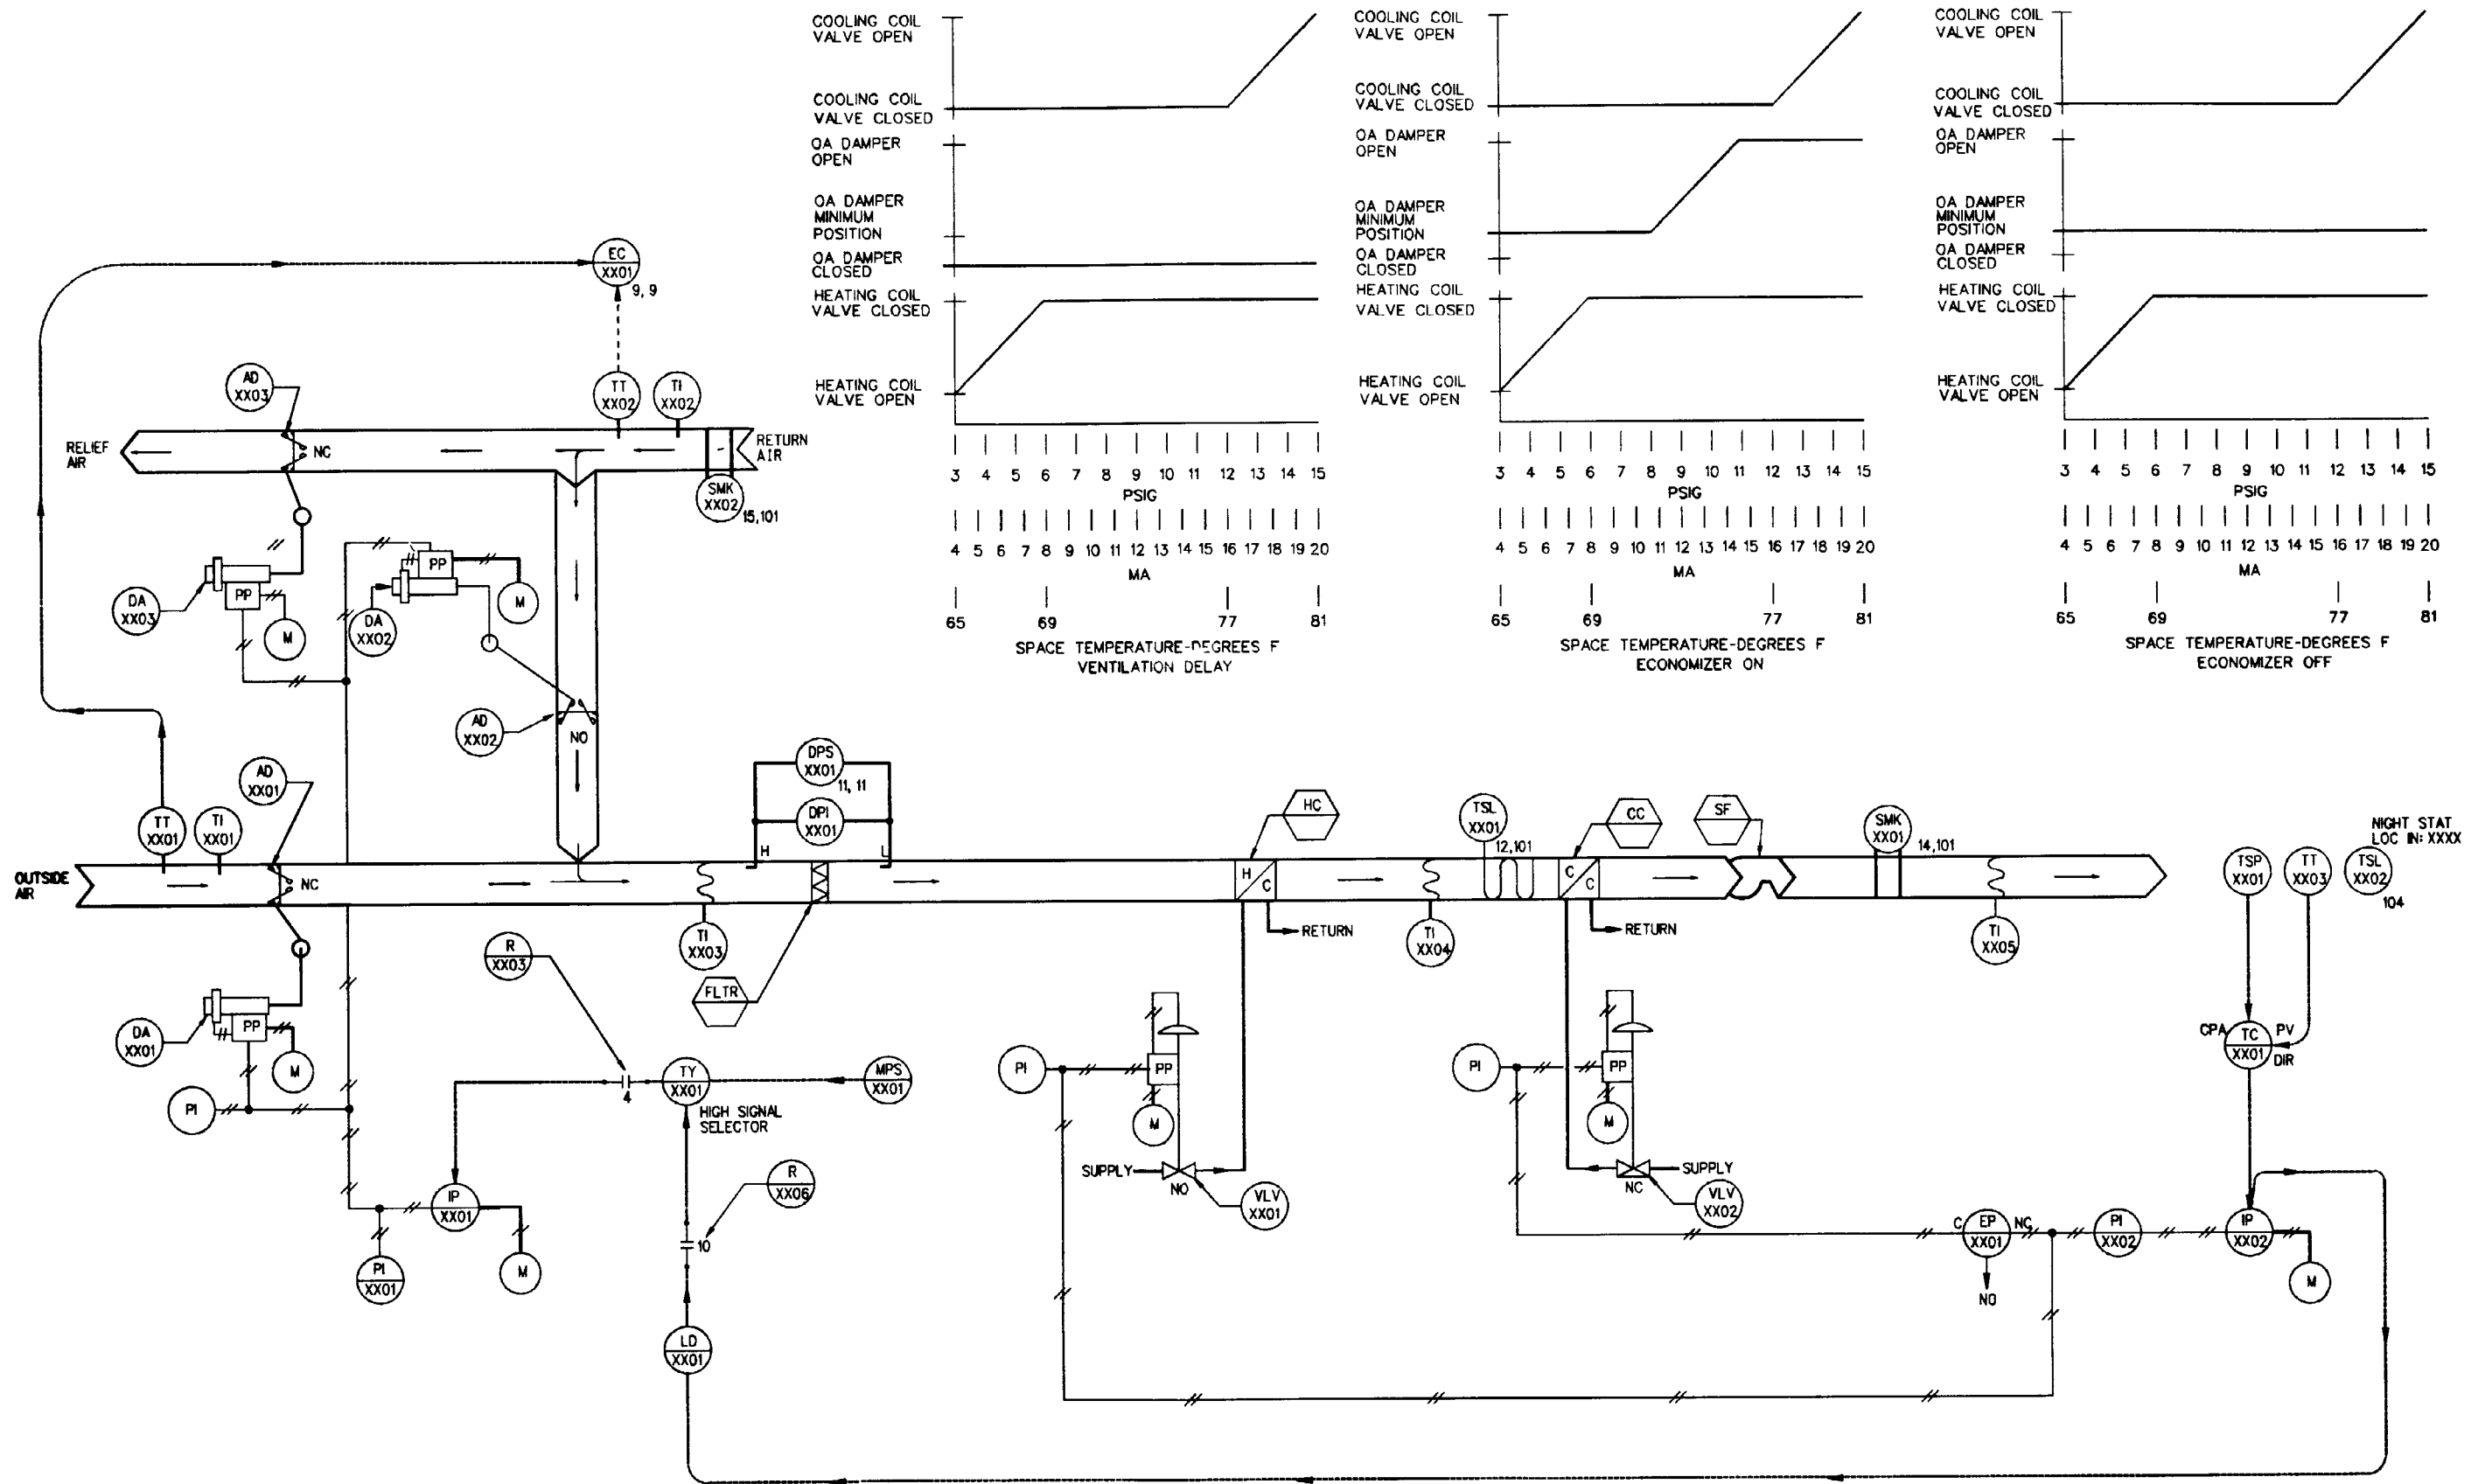 COOLING COIL
VALVE OPEN
COOLING COIL
VALVE CLOSED
OA DAMPER
OPEN
OA DAMPER
MINIMUM
POSITION
OA DAMPER
CLOSED
HEATING COIL
VALVE CLOSED
HEATING COIL
VALVE OPEN
3 4 5 6 7 8 9 10 11 12 13 14 15
PSIG
4 5 6 7 8 9 10 11 12 13 14 15 16 17 18 19 20
MA
65 69 77 81
SPACE TEMPERATURE-DEGREES F
VENTILATION DELAY
COOLING COIL
VALVE OPEN
COOLING COIL
VALVE CLOSED
OA DAMPER
OPEN
OA DAMPER
MINIMUM
POSITION
OA DAMPER
CLOSED
HEATING COIL
VALVE CLOSED
HEATING COIL
VALVE OPEN
3 4 5 6 7 8 9 10 11 12 13 14 15
PSIG
4 5 6 7 8 9 10 11 12 13 14 15 16 17 18 19 20
MA
65 69 77 81
SPACE TEMPERATURE-DEGREES F
ECONOMIZER ON
COOLING COIL
VALVE OPEN
COOLING COIL
VALVE CLOSED
OA DAMPER
OPEN
OA DAMPER
MINIMUM
POSITION
OA DAMPER
CLOSED
HEATING COIL
VALVE CLOSED
HEATING COIL
VALVE OPEN
3 4 5 6 7 8 9 10 11 12 13 14 15
PSIG
4 5 6 7 8 9 10 11 12 13 14 15 16 17 18 19 20
MA
65 69 77 81
SPACE TEMPERATURE-DEGREES F
ECONOMIZER OFF
EC
XX01
9, 9
AD
XX03
TT
XX02
TI
XX02
RELIEF
AIR
NC
RETURN
AIR
SMK
XX02
15,101
DA
XX03
PP
M
PP
M
DA
XX02
AD
XX02
NO
AD
XX01
TT
XX01
TI
XX01
OUTSIDE
AIR
NC
DPS
XX01
11, 11
DPI
XX01
H
L
HC
TSL
XX01
12,101
CC
SF
SMK
XX01
14,101
NIGHT STAT
LOC IN: XXXX
TSP
XX01
TT
XX03
TSL
XX02
104
H
C
C
C
RETURN
RETURN
TI
XX03
TI
XX04
TI
XX05
FLTR
R
XX03
DA
XX01
PP
M
PI
4
TY
XX01
MPS
XX01
HIGH SIGNAL
SELECTOR
R
XX06
10
IP
XX01
M
PI
XX01
LD
XX01
PI
PP
M
SUPPLY
NO
VLV
XX01
PI
PP
M
SUPPLY
NC
VLV
XX02
CPA
TC
XX01
PV
DIR
C
EP
XX01
NC
NO
PI
XX02
IP
XX02
M